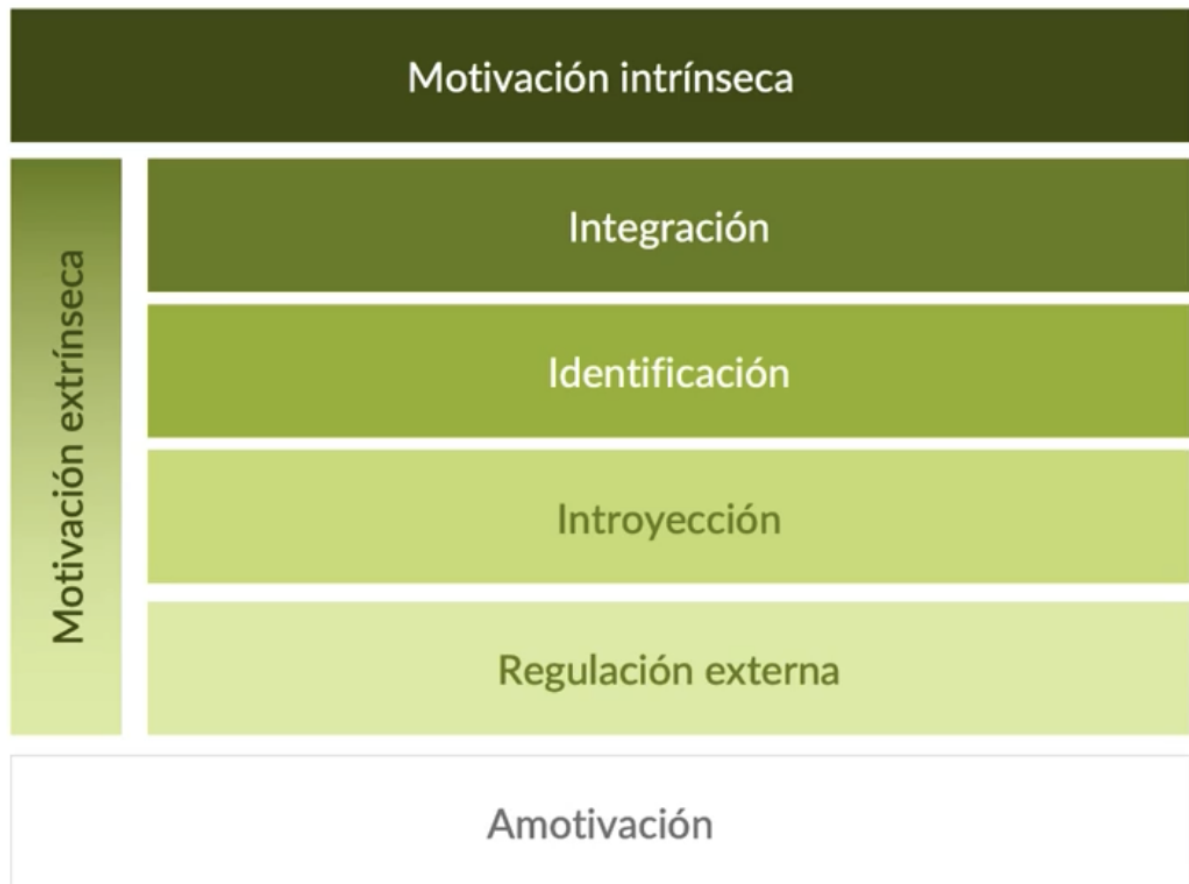 Motivación intrínseca
Motivación extrínseca
Integración
Identificación
Introyección
Regulación externa
Amotivación